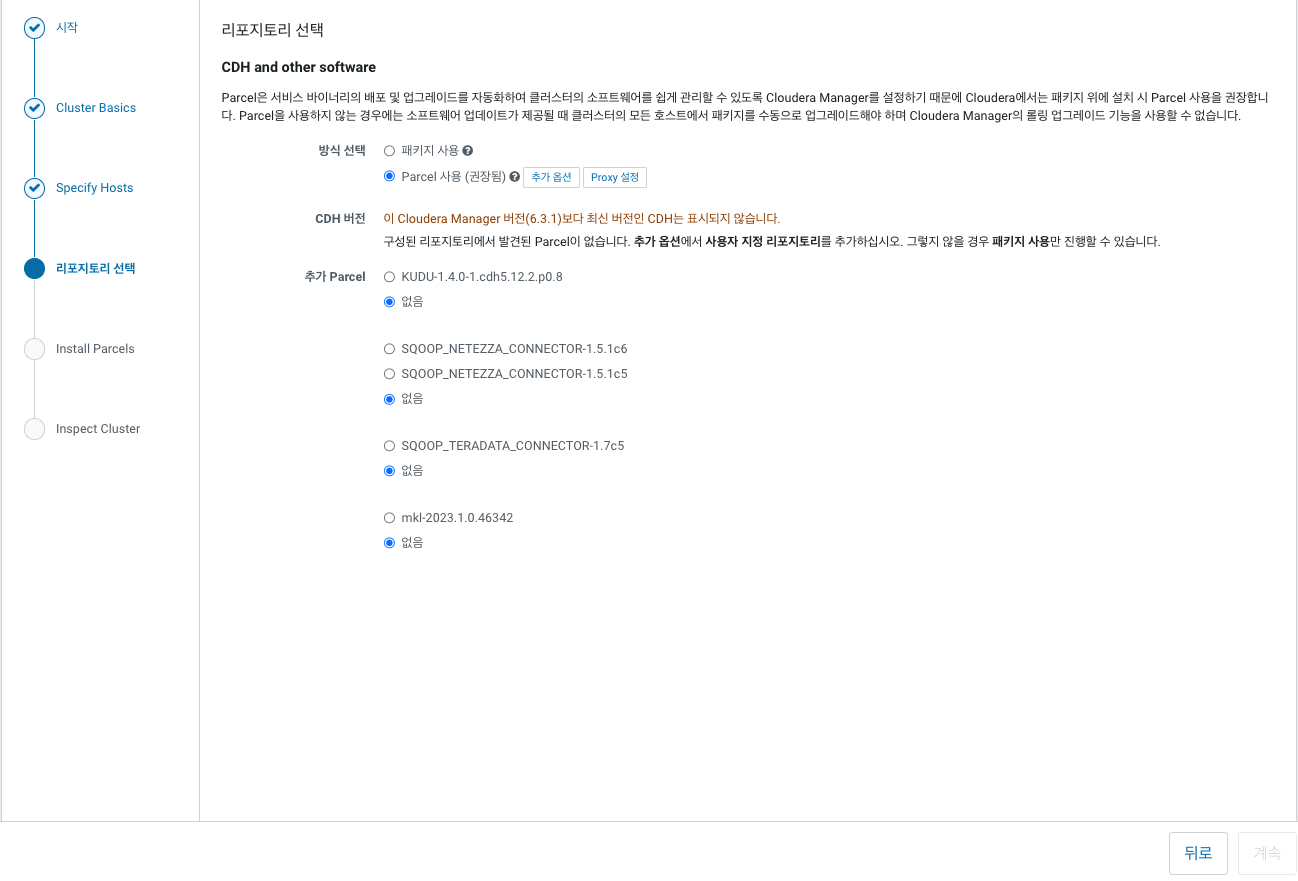 시작
Cluster Basics
Specify Hosts
리포지토리 선택
Install Parcels
Inspect Cluster
리포지토리 선택
CDH and other software
Parcel은 서비스 바이너리의 배포 및 업그레이드를 자동화하여 클러스터의 소프트웨어를 쉽게 관리할 수 있도록 Cloudera Manager를 설정하기 때문에 Cloudera에서는 패키지 위에 설치 시 Parcel 사용을 권장합니
다. Parcel을 사용하지 않는 경우에는 소프트웨어 업데이트가 제공될 때 클러스터의 모든 호스트에서 패키지를 수동으로 업그레이드해야 하며 Cloudera Manager의 롤링 업그레이드 기능을 사용할 수 없습니다.
방식 선택 패키지 사용
Parcel 사용 (권장됨) 추가 옵션 Proxy 설정
CDH 버전 이 Cloudera Manager 버전(6.3.1)보다 최신 버전인 CDH는 표시되지 않습니다.
구성된 리포지토리에서 발견된 Parcel이 없습니다. 추가 옵션에서 사용자 지정 리포지토리를 추가하십시오. 그렇지 않을 경우 패키지 사용만 진행할 수 있습니다.
추가 Parcel KUDU-1.4.0-1.cdh5.12.2.p0.8
없음
SQOOP_NETEZZA_CONNECTOR-1.5.1c6
SQOOP_NETEZZA_CONNECTOR-1.5.1c5
없음
SQOOP_TERADATA_CONNECTOR-1.7c5
없음
mkl-2023.1.0.46342
없음
뒤로 계속